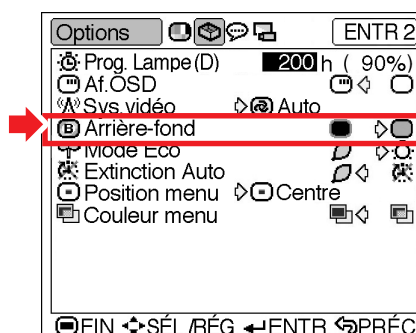 Options ENTR 2
Prog. Lampe (D) 200 h ( 90%)
Af.OSD
Sys.vidéo Auto
B Arrière-fond
Mode Eco
Extinction Auto
Position menu Centre
Couleur menu
FIN SÉL./RÉG. ENTR PRÉC